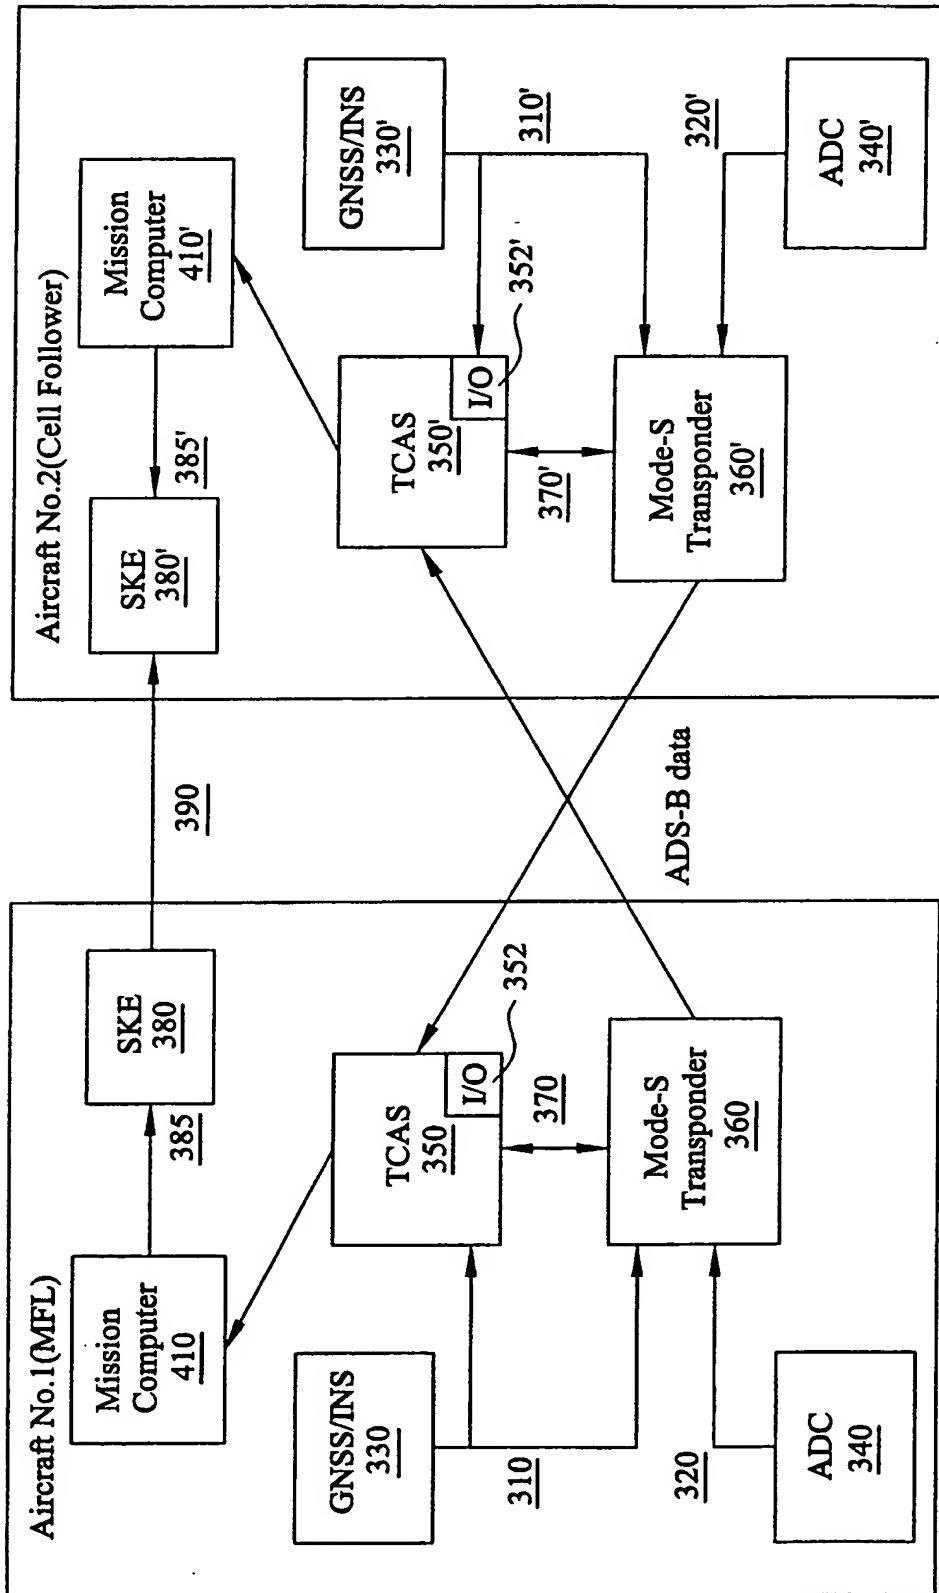 Aircraft No.1(MFL)
Mission
Computer
410
385
SKE
380
390
GNSS/INS
330
310
TCAS
350
I/O
352
370
320
ADC
340
Mode-S
Transponder
360
ADS-B data
Aircraft No.2(Cell Follower)
SKE
380'
385'
Mission
Computer
410'
TCAS
350'
I/O
352'
370'
GNSS/INS
330'
310'
Mode-S
Transponder
360'
320'
ADC
340'